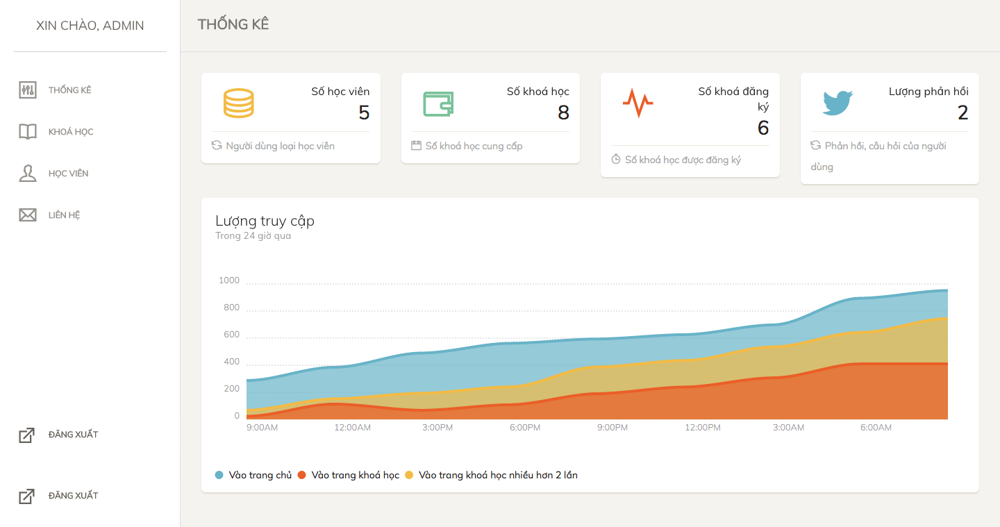 XIN CHÀO, ADMIN
THỐNG KÊ
KHOÁ HỌC
HỌC VIÊN
LIÊN HỆ
ĐĂNG XUẤT
ĐĂNG XUẤT
THỐNG KÊ
Số học viên
5
Người dùng loại học viên
Số khoá học
8
Số khoá học cung cấp
Số khoá đăng
ký
6
Số khoá học được đăng ký
Lượng phản hồi
2
Phản hồi, câu hỏi của người
dùng
Lượng truy cập
Trong 24 giờ qua
1000
800
600
400
200
0
9:00AM 12:00AM 3:00PM 6:00PM 9:00PM 12:00PM 3:00AM 6:00AM
Vào trang chủ Vào trang khoá học Vào trang khoá học nhiều hơn 2 lần